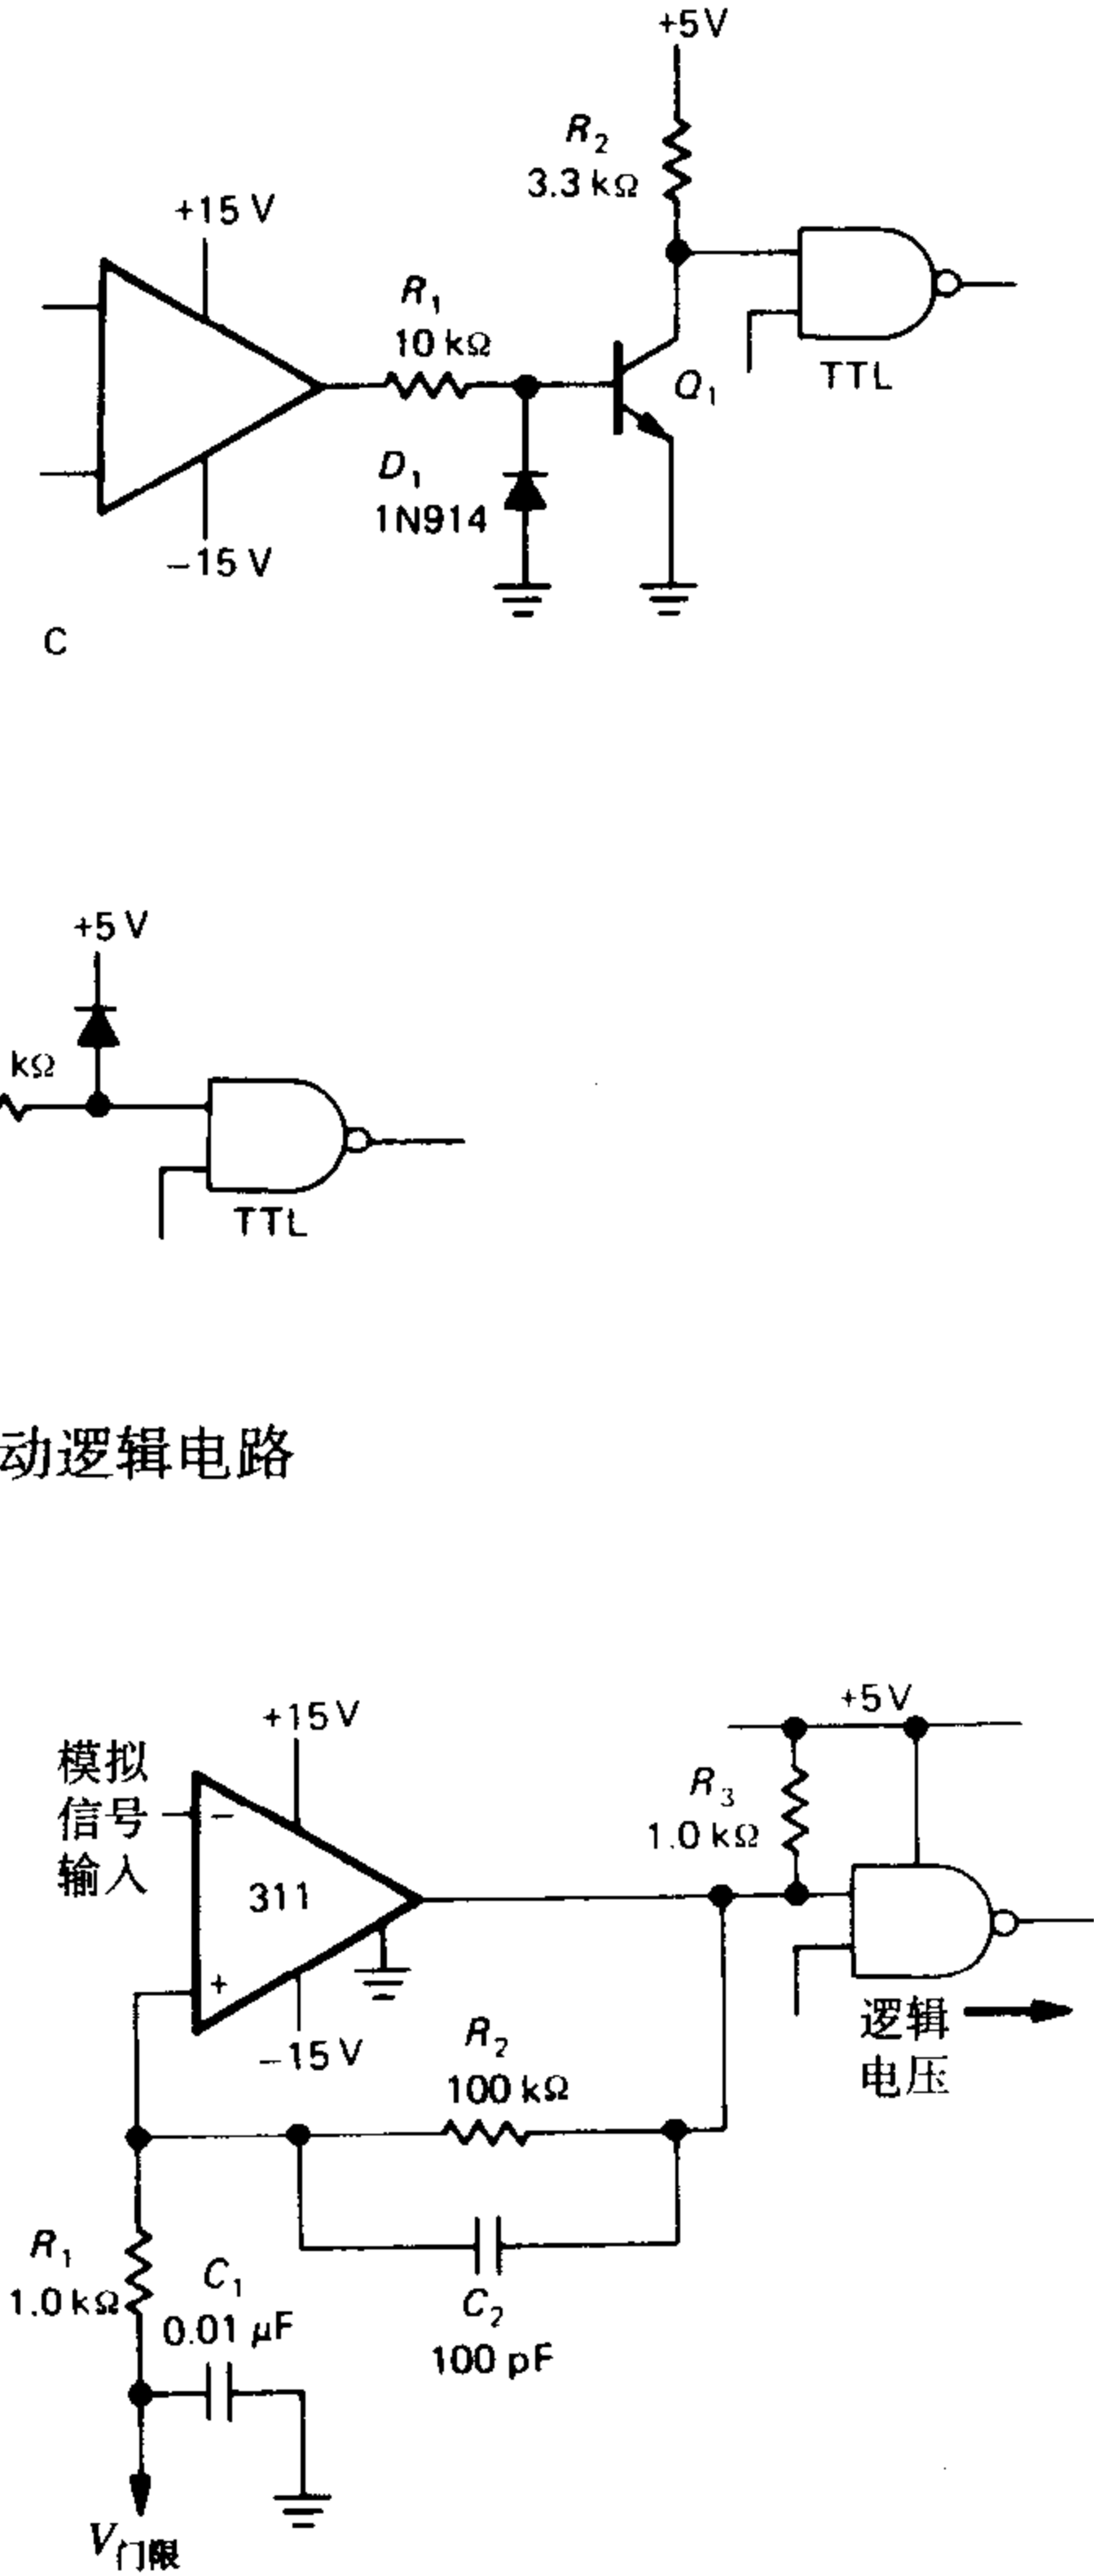 +5V
R2
3.3 kΩ
+15 V
R1
10 kΩ
Q1
TTL
D1
1N914
−15 V
C
+5 V
kΩ
TTL
动逻辑电路
+15 V
模拟
信号
输入
−
311
+
−15 V
+5 V
R3
1.0 kΩ
逻辑
电压
R2
100 kΩ
R1
1.0 kΩ
C1
0.01 μF
C2
100 pF
V门限